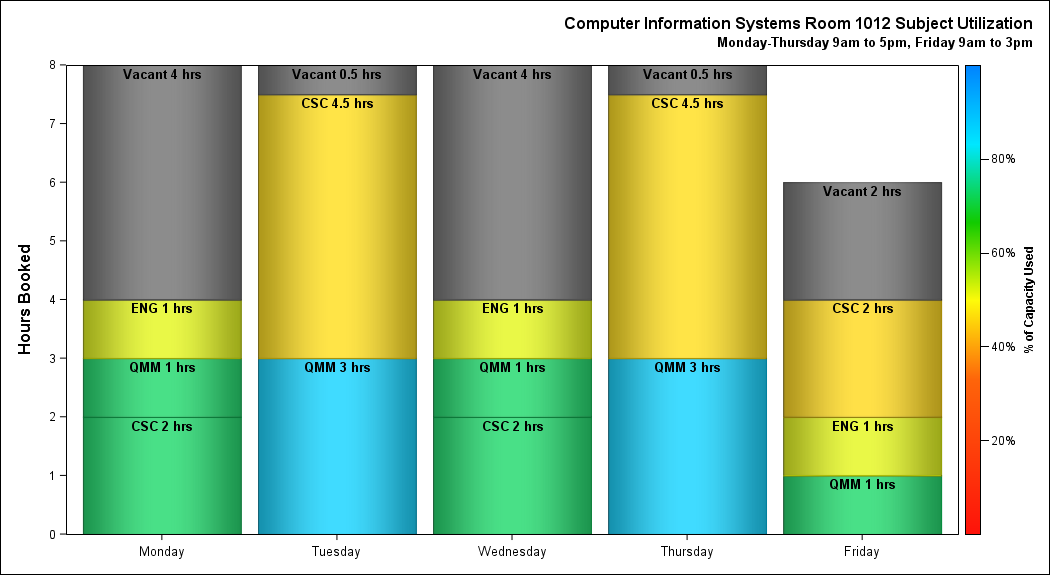 Computer Information Systems Room 1012 Subject Utilization
Monday-Thursday 9am to 5pm, Friday 9am to 3pm
Hours Booked
8
7
6
5
4
3
2
1
0
Vacant 4 hrs
ENG 1 hrs
QMM 1 hrs
CSC 2 hrs
Monday
Vacant 0.5 hrs
CSC 4.5 hrs
QMM 3 hrs
Tuesday
Vacant 4 hrs
ENG 1 hrs
QMM 1 hrs
CSC 2 hrs
Wednesday
Vacant 0.5 hrs
CSC 4.5 hrs
QMM 3 hrs
Thursday
Vacant 2 hrs
CSC 2 hrs
ENG 1 hrs
QMM 1 hrs
Friday
80%
60%
40%
20%
% of Capacity Used